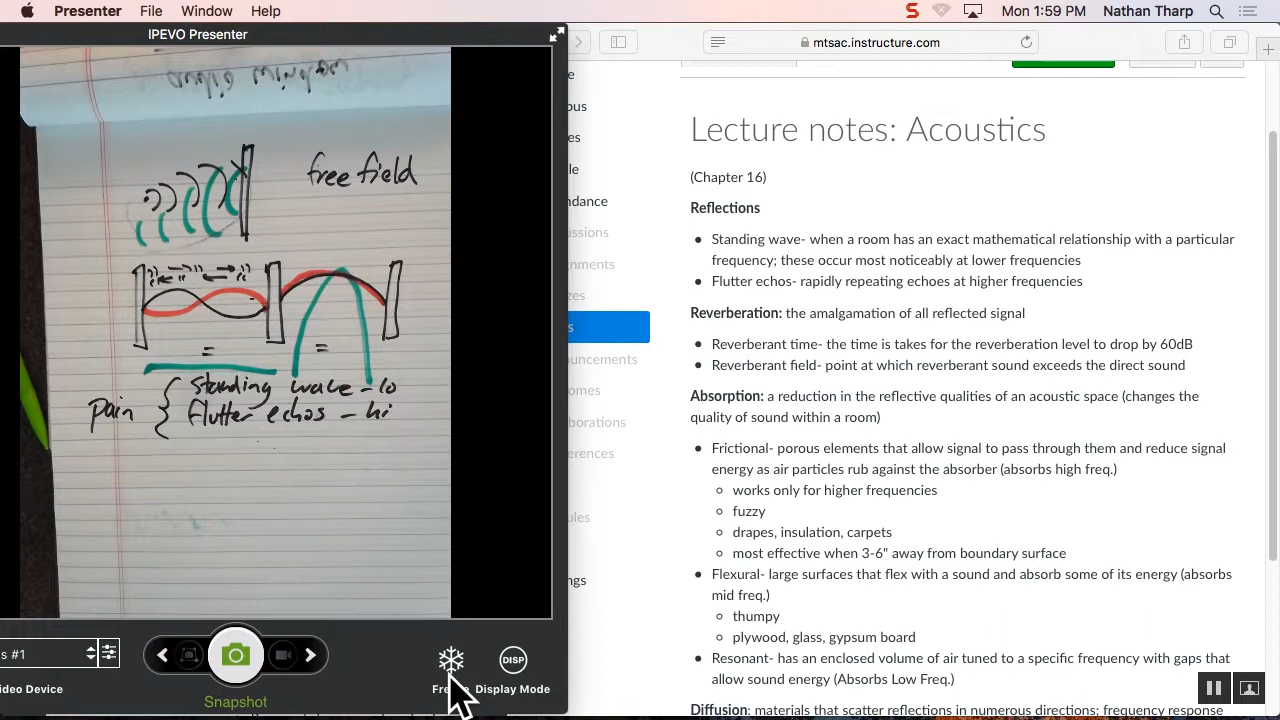 Presenter File Window Help
Mon 1:59 PM Nathan Tharp
IPEVO Presenter
mtsac.instructure.com
free field
=
=
pain { standing wave - lo
flutter echos - hi
s #1
ideo Device
Snapshot
Display Mode
DISP
Lecture notes: Acoustics
(Chapter 16)
Reflections
• Standing wave- when a room has an exact mathematical relationship with a particular
frequency; these occur most noticeably at lower frequencies
• Flutter echos- rapidly repeating echoes at higher frequencies
Reverberation: the amalgamation of all reflected signal
• Reverberant time- the time is takes for the reverberation level to drop by 60dB
• Reverberant field- point at which reverberant sound exceeds the direct sound
Absorption: a reduction in the reflective qualities of an acoustic space (changes the
quality of sound within a room)
• Frictional- porous elements that allow signal to pass through them and reduce signal
energy as air particles rub against the absorber (absorbs high freq.)
○ works only for higher frequencies
○ fuzzy
○ drapes, insulation, carpets
○ most effective when 3-6" away from boundary surface
• Flexural- large surfaces that flex with a sound and absorb some of its energy (absorbs
mid freq.)
○ thumpy
○ plywood, glass, gypsum board
• Resonant- has an enclosed volume of air tuned to a specific frequency with gaps that
allow sound energy (Absorbs Low Freq.)
Diffusion: materials that scatter reflections in numerous directions; frequency response